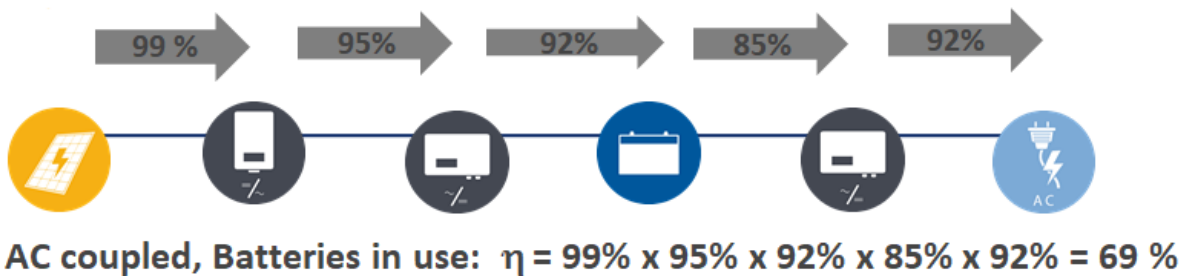 99 % 95% 92% 85% 92%
=/~ ~/= ~/=
AC
AC coupled, Batteries in use: η = 99% x 95% x 92% x 85% x 92% = 69 %